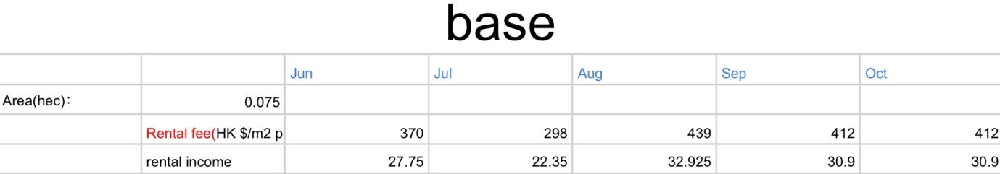 base
Jun Jul Aug Sep Oct
Area(hec): 0.075
Rental fee(HK $/m2 370 298 439 412 412
rental income 27.75 22.35 32.925 30.9 30.9